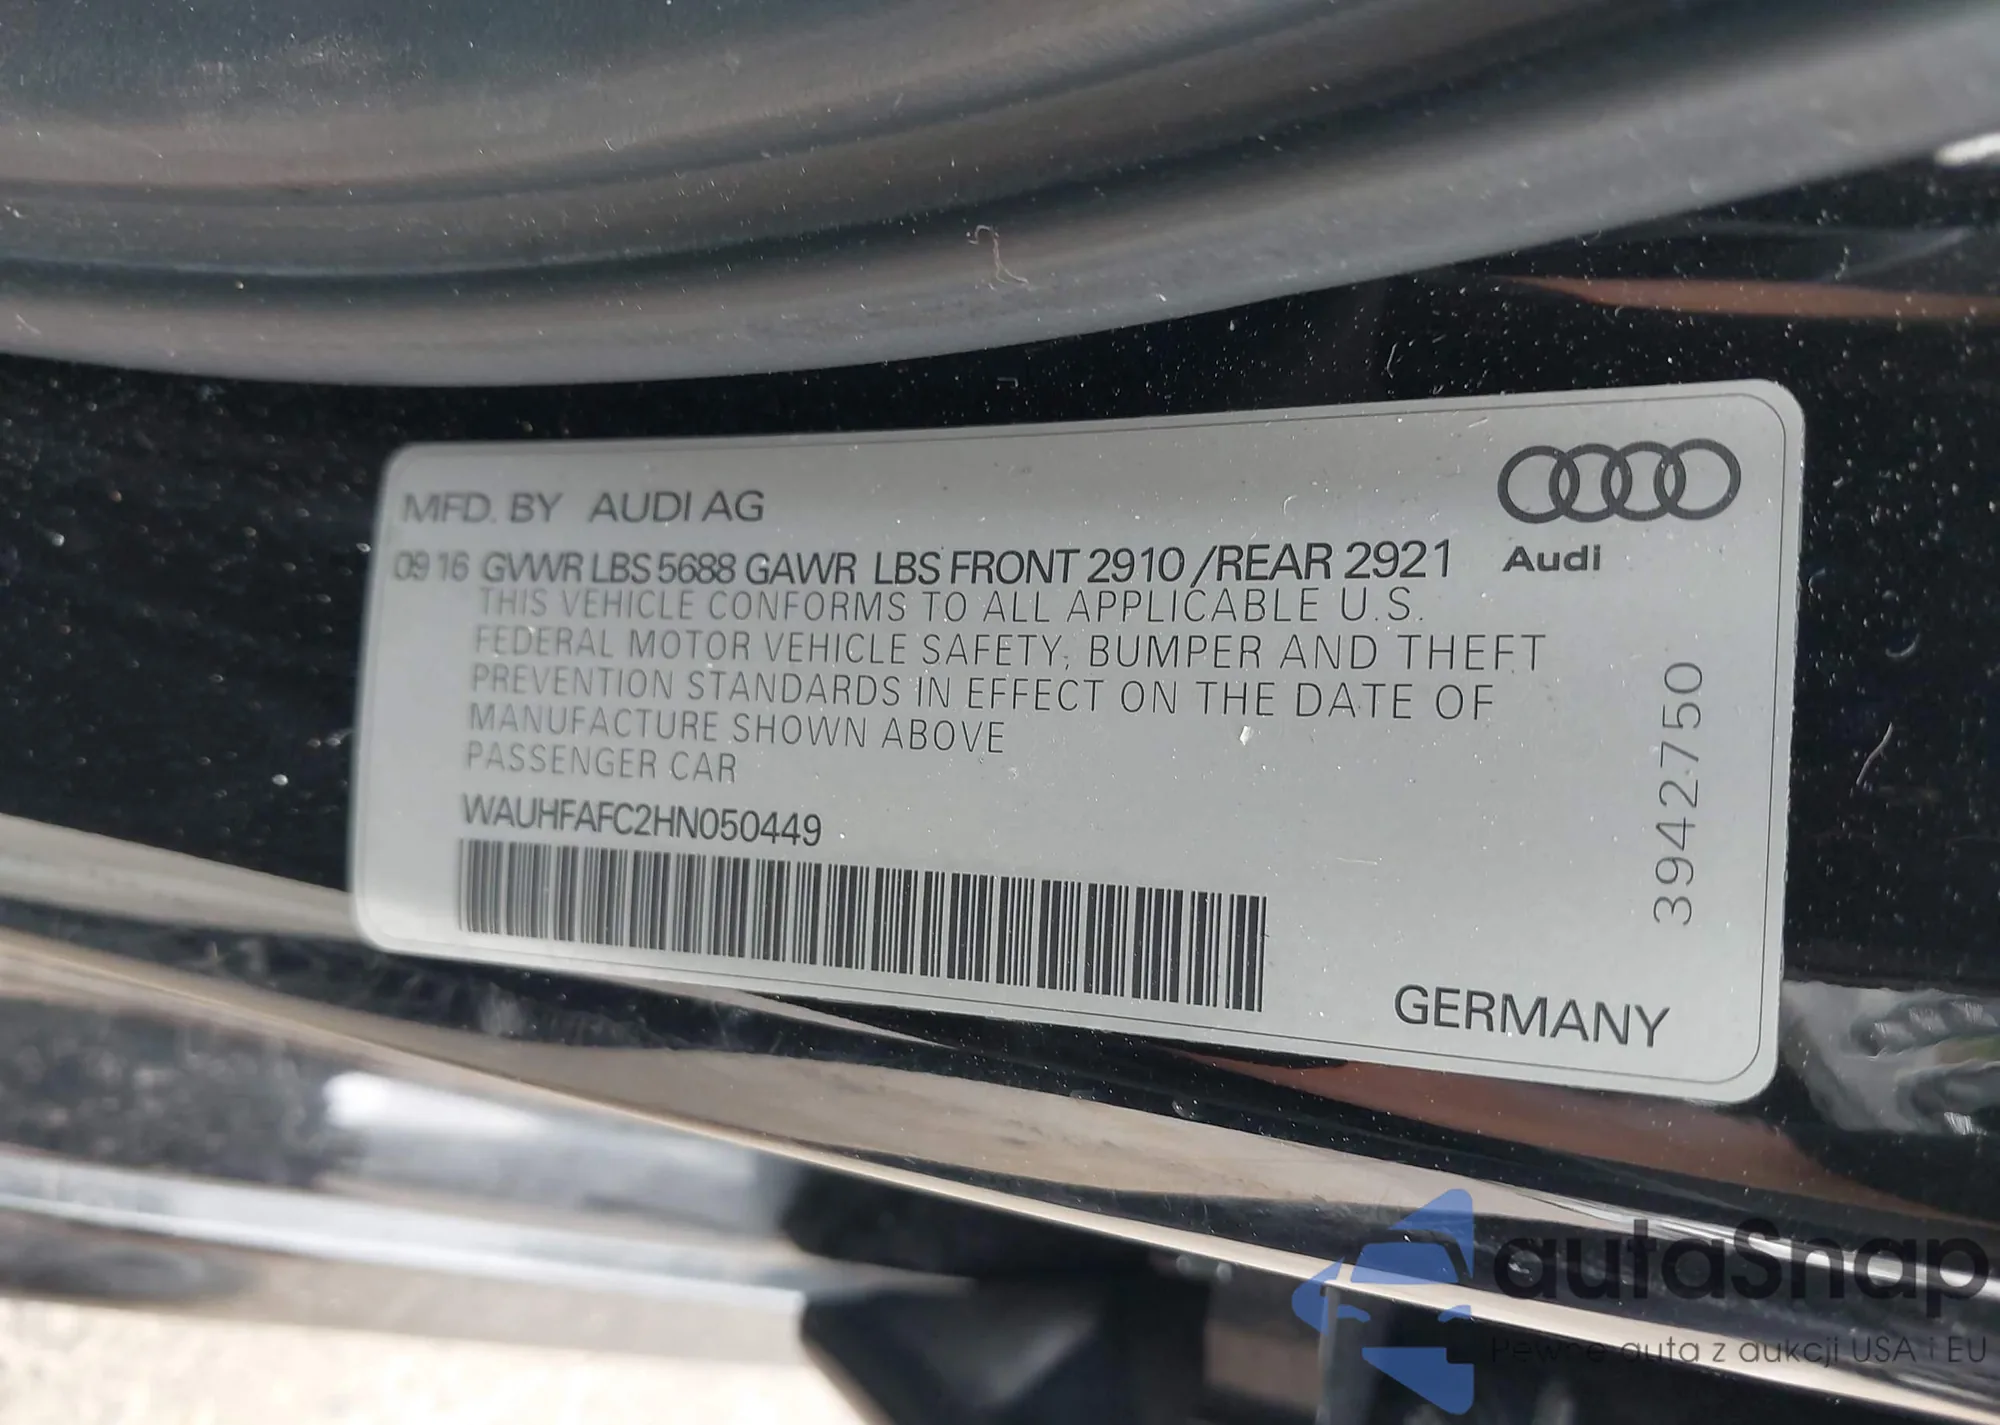 MFD. BY AUDI AG
09 16 GVWR LBS 5688 GAWR LBS FRONT 2910 /REAR 2921
Audi
THIS VEHICLE CONFORMS TO ALL APPLICABLE U.S.
FEDERAL MOTOR VEHICLE SAFETY, BUMPER AND THEFT
PREVENTION STANDARDS IN EFFECT ON THE DATE OF
MANUFACTURE SHOWN ABOVE
PASSENGER CAR
WAUHFAFC2HN050449
3942750
GERMANY
autaSnap
Pewne auta z aukcji USA i EU